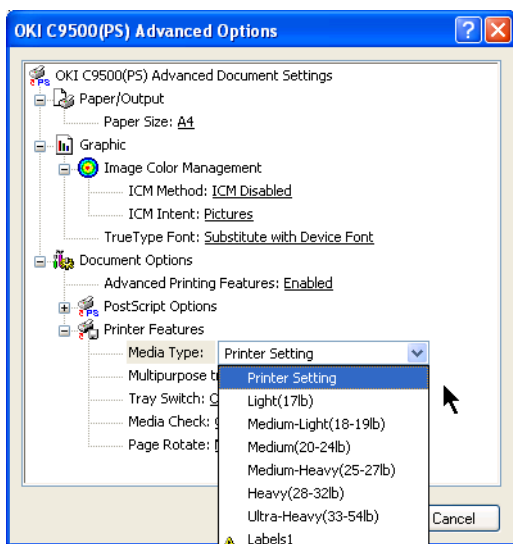 OKI C9500(PS) Advanced Options
OKI C9500(PS) Advanced Document Settings
Paper/Output
Paper Size: A4
Graphic
Image Color Management
ICM Method: ICM Disabled
ICM Intent: Pictures
TrueType Font: Substitute with Device Font
Document Options
Advanced Printing Features: Enabled
PostScript Options
Printer Features
Media Type: Printer Setting
Multipurpose
Printer Setting
Tray Switch:
Light(17lb)
Medium-Light(18-19lb)
Media Check:
Medium(20-24lb)
Page Rotate:
Medium-Heavy(25-27lb)
Heavy(28-32lb)
Ultra-Heavy(33-54lb)
Cancel
Labels1